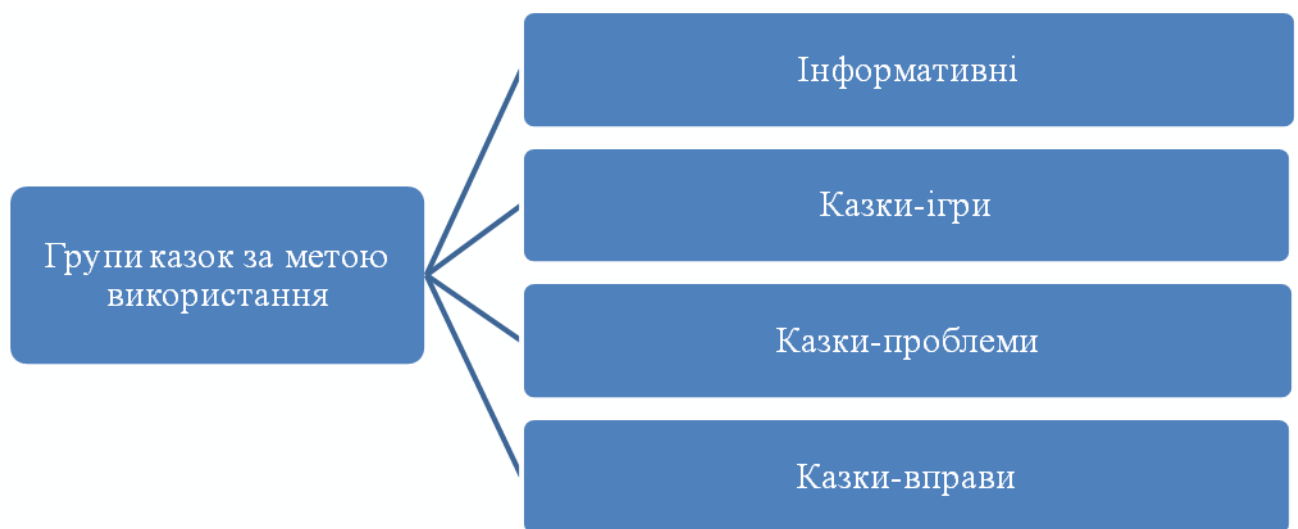 Інформативні
Казки-ігри
Групи казок за метою
використання
Казки-проблеми
Казки-вправи